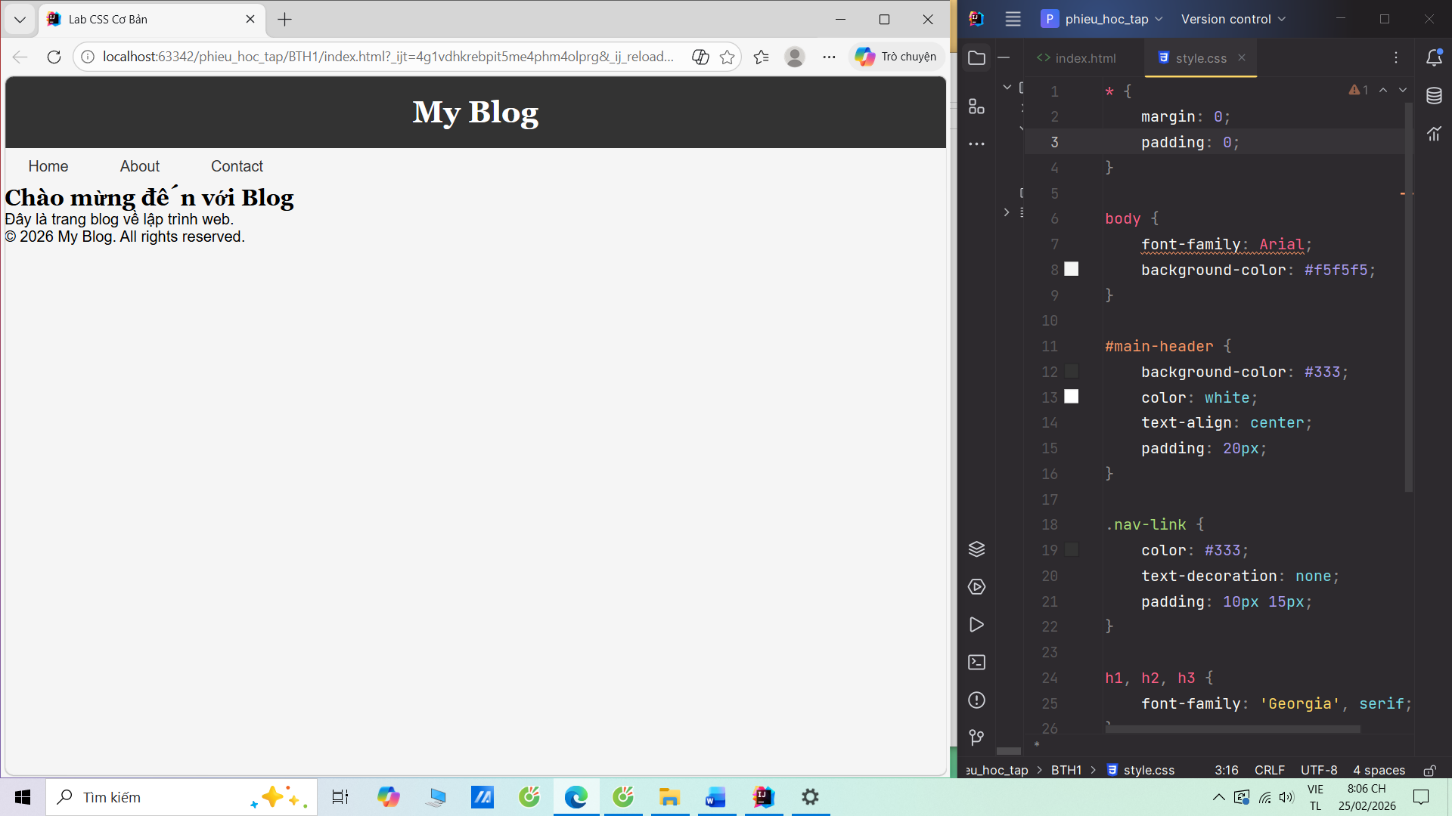 Lab CSS Cơ Bản
localhost:63342/phieu_hoc_tap/BTH1/index.html?_ijt=4g1vdhkrebpit5me4phm4olprg&_ij_reload...
Trò chuyện
My Blog
Home About Contact
Chào mừng đến với Blog
Đây là trang blog về lập trình web.
© 2026 My Blog. All rights reserved.
P phieu_hoc_tap Version control
<> index.html style.css
1 * {
1
2 margin: 0;
3 padding: 0;
4 }
5
6 body {
7 font-family: Arial;
8 background-color: #f5f5f5;
9 }
10
11 #main-header {
12 background-color: #333;
13 color: white;
14 text-align: center;
15 padding: 20px;
16 }
17
18 .nav-link {
19 color: #333;
20 text-decoration: none;
21 padding: 10px 15px;
22 }
23
24 h1, h2, h3 {
25 font-family: 'Georgia', serif;
26 }
eu_hoc_tap > BTH1 > style.css 3:16 CRLF UTF-8 4 spaces
Tìm kiếm
VIE
TL
8:06 CH
25/02/2026